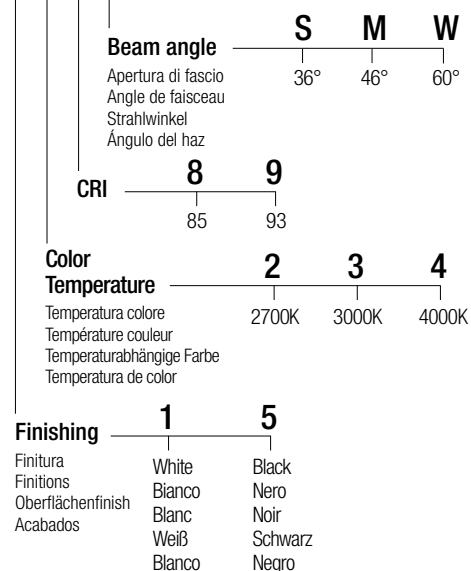 S M W
Beam angle
36° 46° 60°
Apertura di fascio
Angle de faisceau
Strahlwinkel
Ángulo del haz
8 9
CRI
85 93
Color
Temperature
2 3 4
2700K 3000K 4000K
Temperatura colore
Température couleur
Temperaturabhängige Farbe
Temperatura de color
1 5
Finishing
Finitura
Finitions
Oberflächenfinish
Acabados
White
Bianco
Blanc
Weiß
Blanco
Black
Nero
Noir
Schwarz
Negro